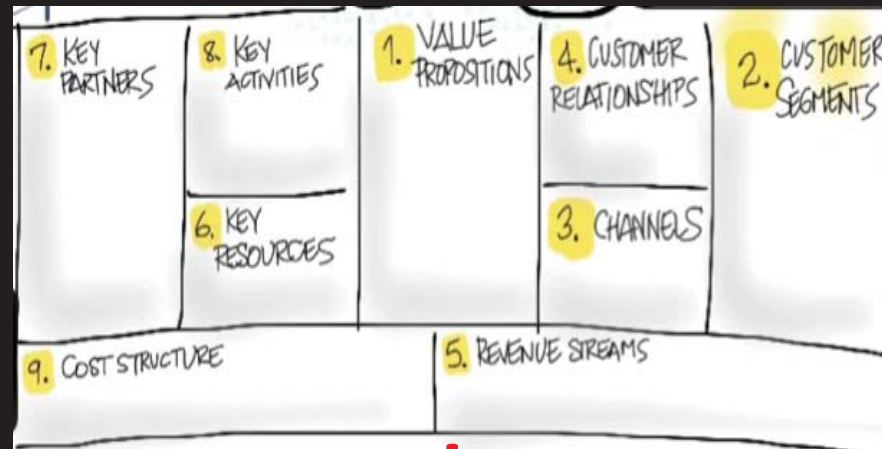 7. KEY
PARTNERS
8. KEY
ACTIVITIES
6. KEY
RESOURCES
1. VALUE
PROPOSITIONS
4. CUSTOMER
RELATIONSHIPS
3. CHANNELS
2. CUSTOMER
SEGMENTS
9. COST STRUCTURE
5. REVENUE STREAMS